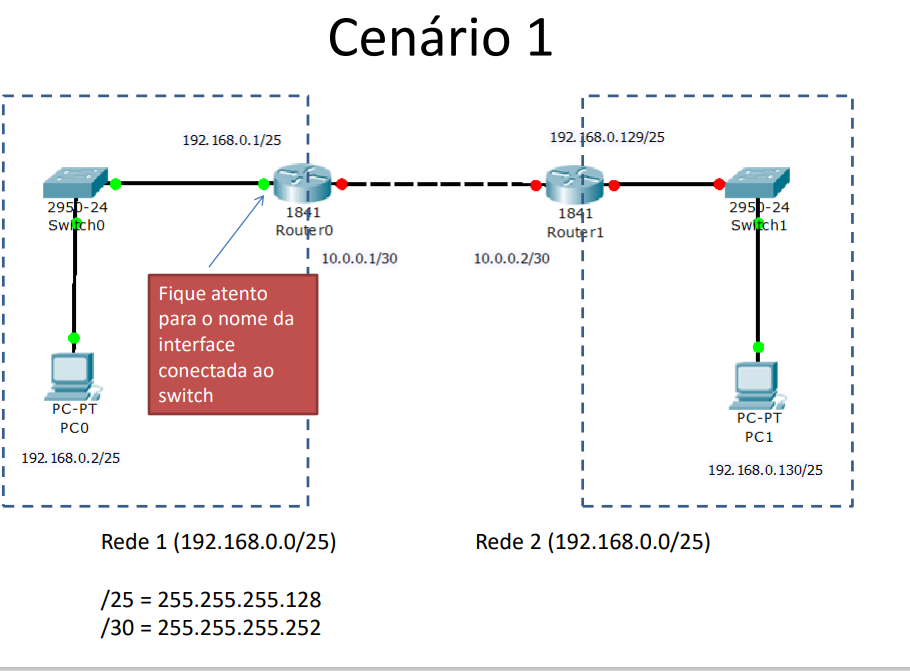 Cenário 1
192.168.0.1/25
192.168.0.129/25
2950-24
Switch0
1841
Router0
1841
Router1
2950-24
Switch1
10.0.0.1/30
10.0.0.2/30
Fique atento
para o nome da
interface
conectada ao
switch
PC-PT
PC0
PC-PT
PC1
192.168.0.2/25
192.168.0.130/25
Rede 1 (192.168.0.0/25)
Rede 2 (192.168.0.0/25)
/25 = 255.255.255.128
/30 = 255.255.255.252